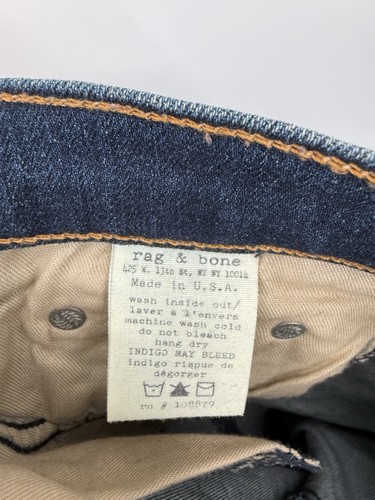 rag & bone
425 W. 13th St, NY NY 10014
Made in U.S.A.
wash inside out/
laver à l'envers
machine wash cold
do not bleach
hang dry
INDIGO MAY BLEED
indigo risque de
dégorger
rn # 108879